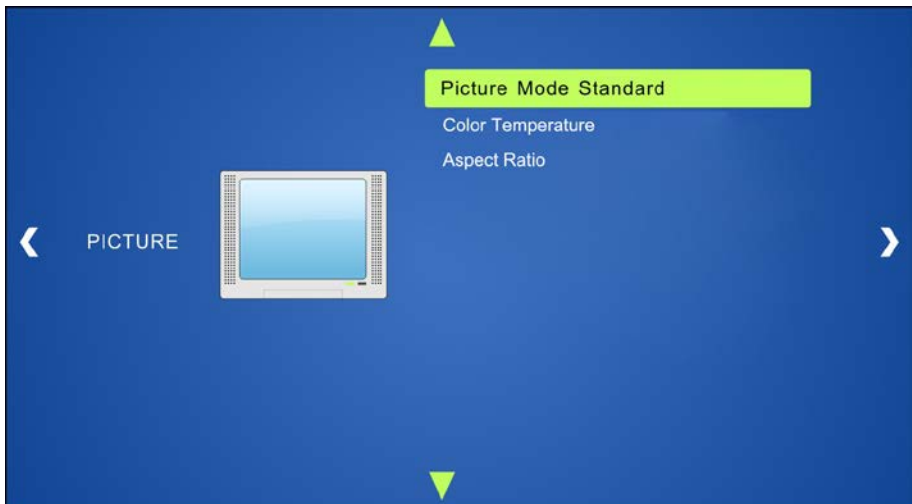 Picture Mode Standard
Color Temperature
Aspect Ratio
PICTURE